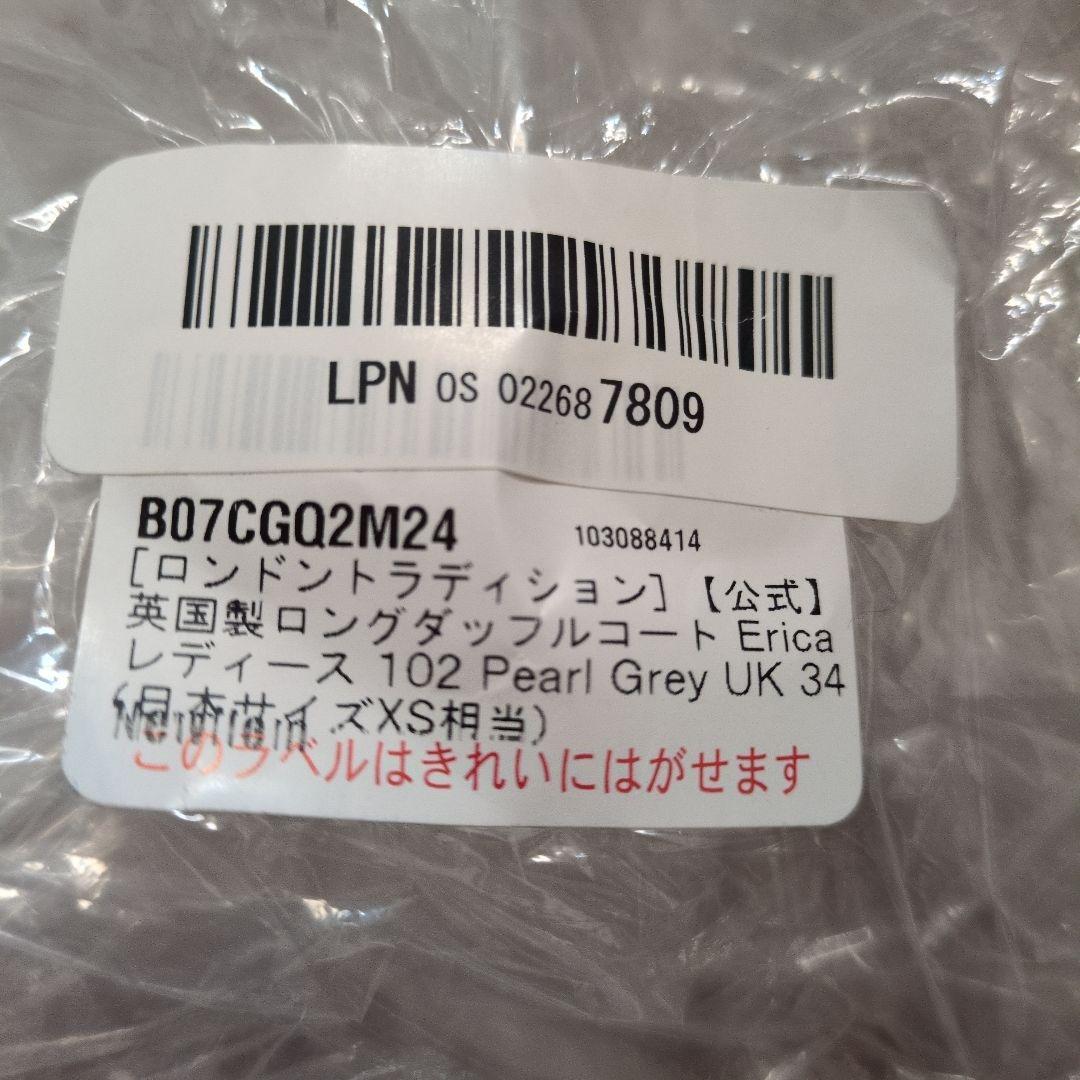 LPN OS 02268 7809
B07CGQ2M24 103088414
[ロンドントラディション]【公式】
英国製ロングダッフルコート Erica
レディース 102 Pearl Grey UK 34
(日本サイズXS相当)
このラベルはきれいにはがせます